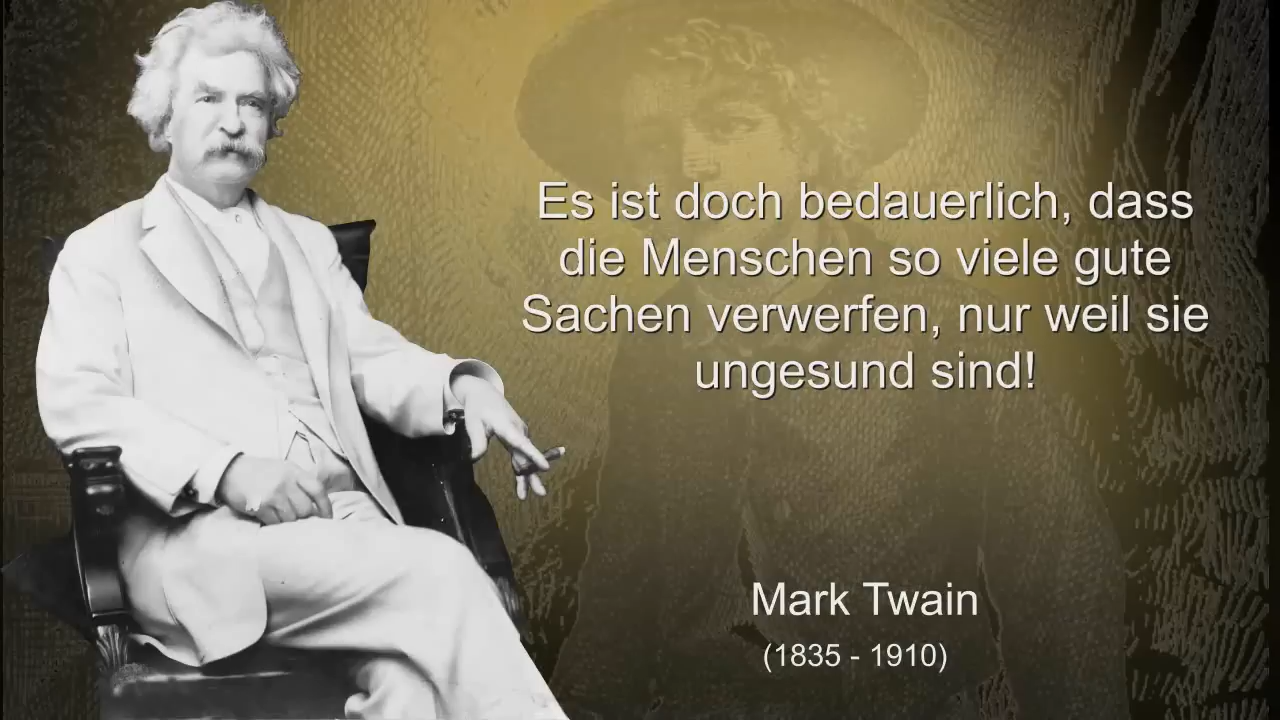 Es ist doch bedauerlich, dass
die Menschen so viele gute
Sachen verwerfen, nur weil sie
ungesund sind!
Mark Twain
(1835 - 1910)